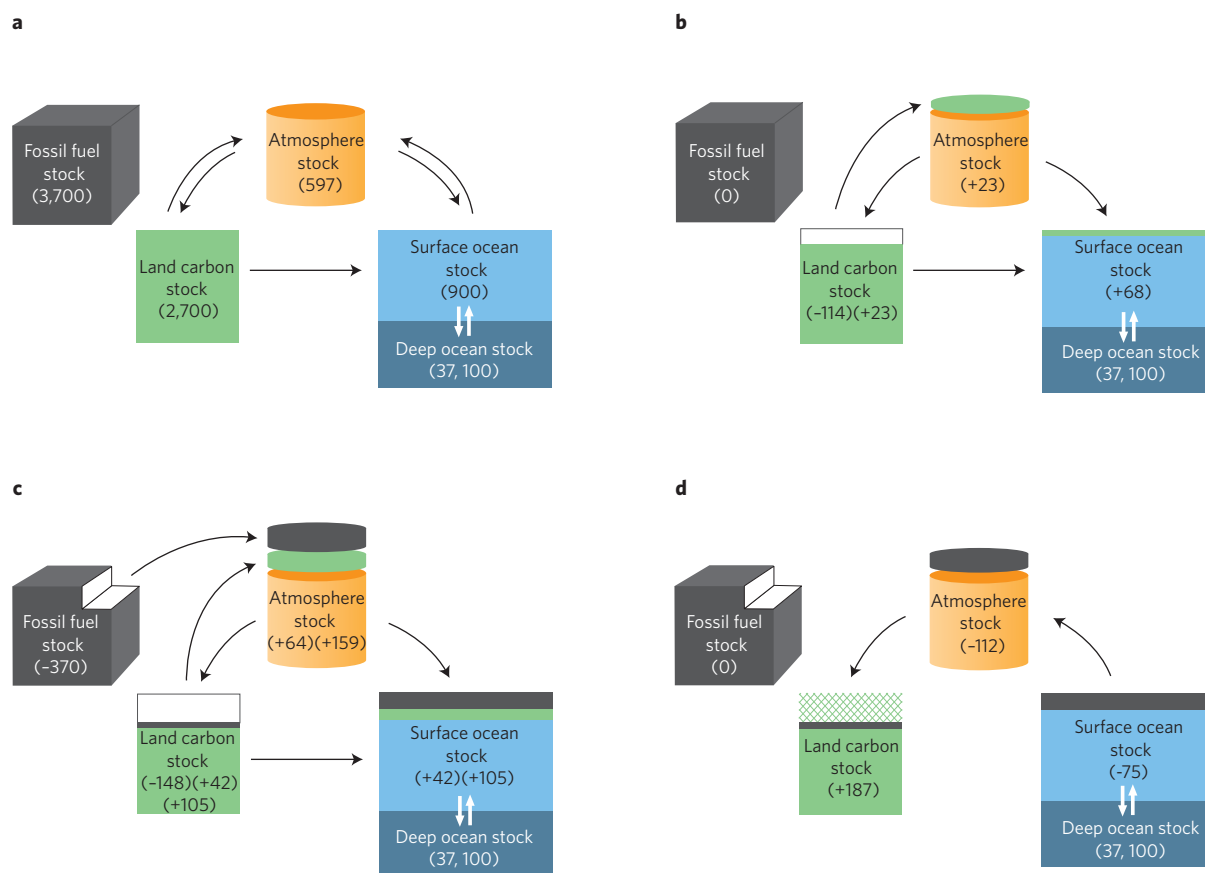 a
Fossil fuel
stock
(3,700)
Atmosphere
stock
(597)
Land carbon
stock
(2,700)
Surface ocean
stock
(900)
Deep ocean stock
(37, 100)
b
Fossil fuel
stock
(0)
Atmosphere
stock
(+23)
Land carbon
stock
(–114)(+23)
Surface ocean
stock
(+68)
Deep ocean stock
(37, 100)
c
Fossil fuel
stock
(–370)
Atmosphere
stock
(+64)(+159)
Land carbon
stock
(–148)(+42)
(+105)
Surface ocean
stock
(+42)(+105)
Deep ocean stock
(37, 100)
d
Fossil fuel
stock
(0)
Atmosphere
stock
(–112)
Land carbon
stock
(+187)
Surface ocean
stock
(-75)
Deep ocean stock
(37, 100)